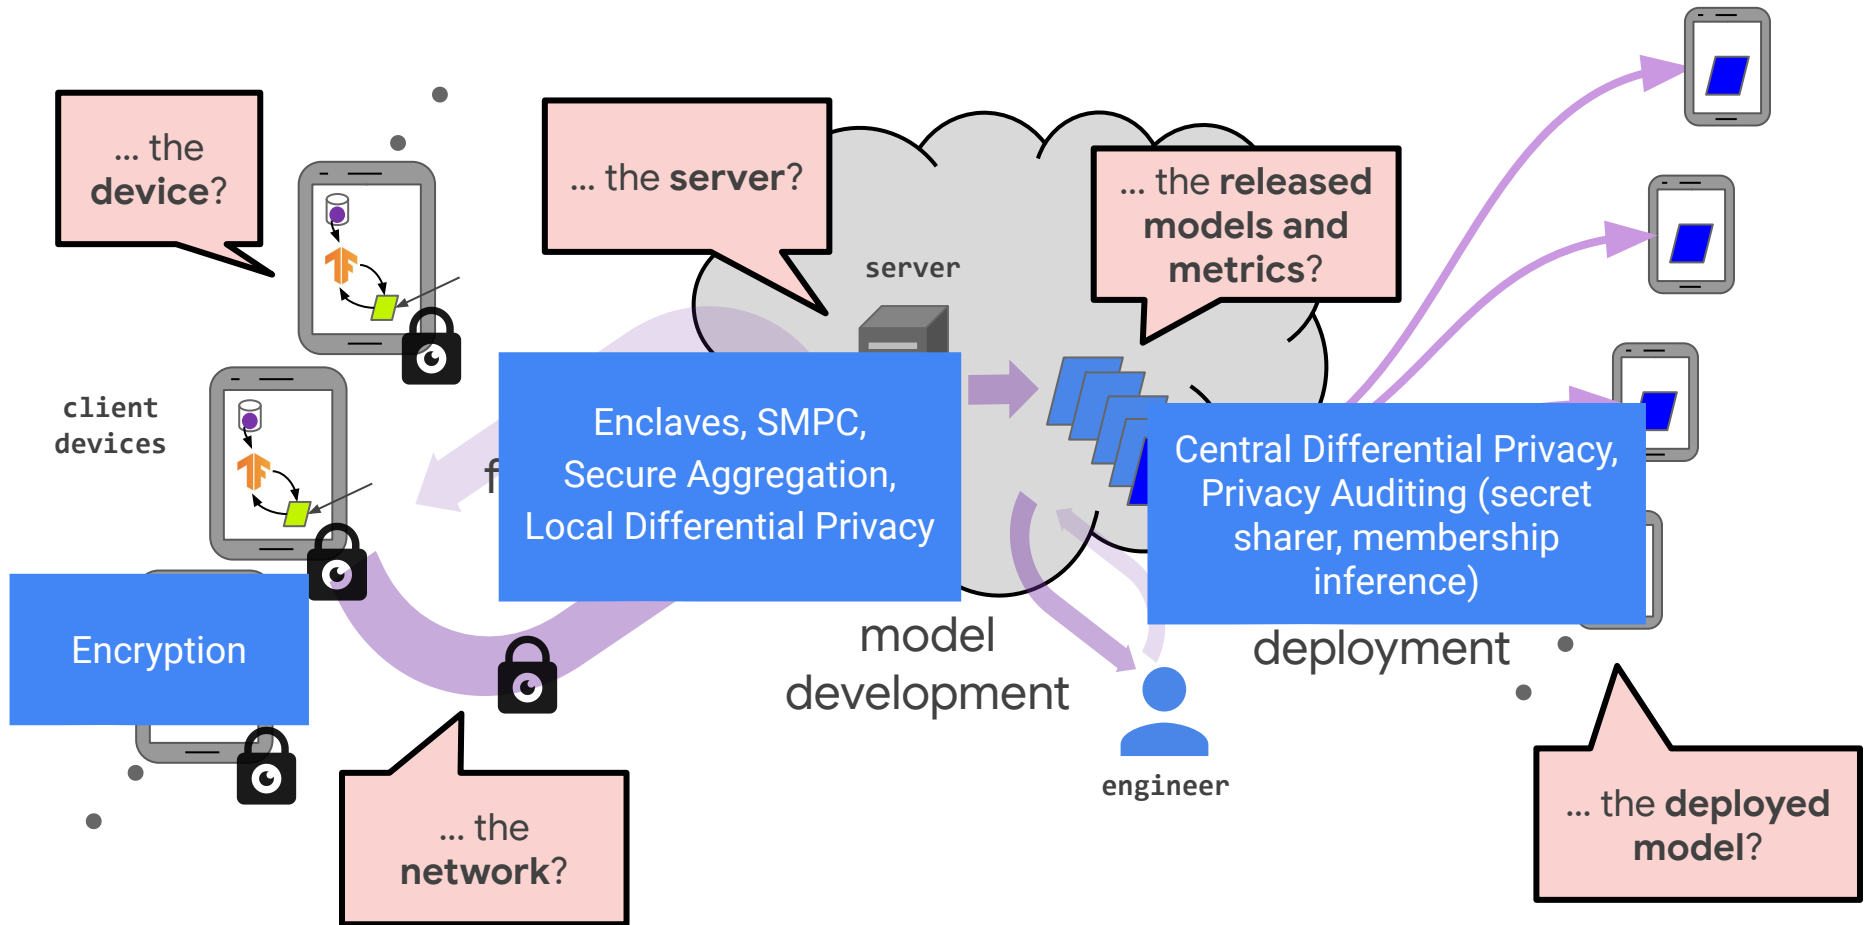 ... the
device?
... the server?
... the released
models and
metrics?
server
client
devices
Enclaves, SMPC,
Secure Aggregation,
Local Differential Privacy
Central Differential Privacy,
Privacy Auditing (secret
sharer, membership
inference)
Encryption
model
development
deployment
engineer
... the
network?
... the deployed
model?